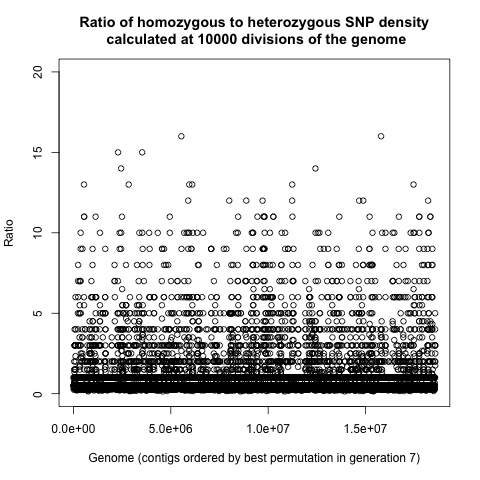 Ratio of homozygous to heterozygous SNP density
calculated at 10000 divisions of the genome
20
15
10
5
0
Ratio
0.0e+00
5.0e+06
1.0e+07
1.5e+07
Genome (contigs ordered by best permutation in generation 7)